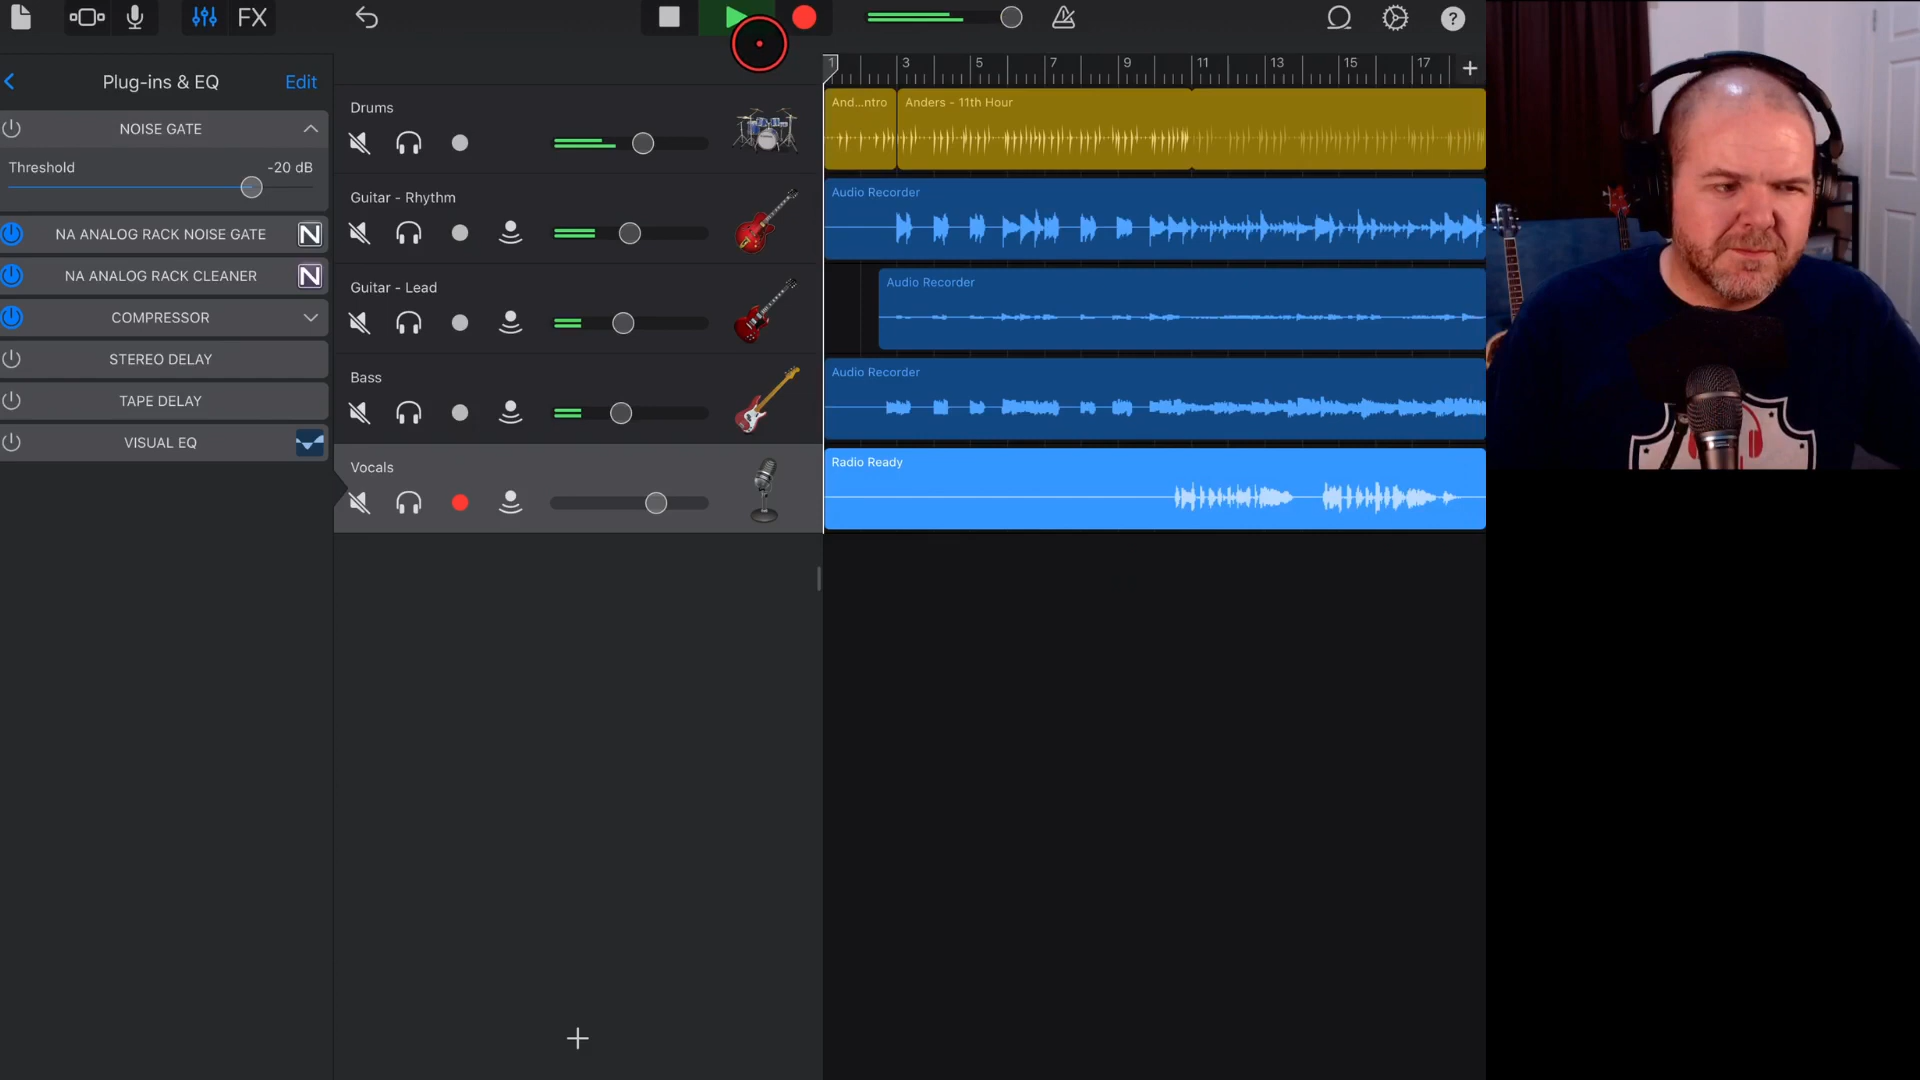 FX
Plug-ins & EQ
Edit
NOISE GATE
Threshold
-20 dB
NA ANALOG RACK NOISE GATE
N
NA ANALOG RACK CLEANER
N
COMPRESSOR
STEREO DELAY
TAPE DELAY
VISUAL EQ
Drums
Guitar - Rhythm
Guitar - Lead
Bass
Vocals
1 3 5 7 9 11 13 15 17
And...ntro
Anders - 11th Hour
Audio Recorder
Audio Recorder
Audio Recorder
Radio Ready
?